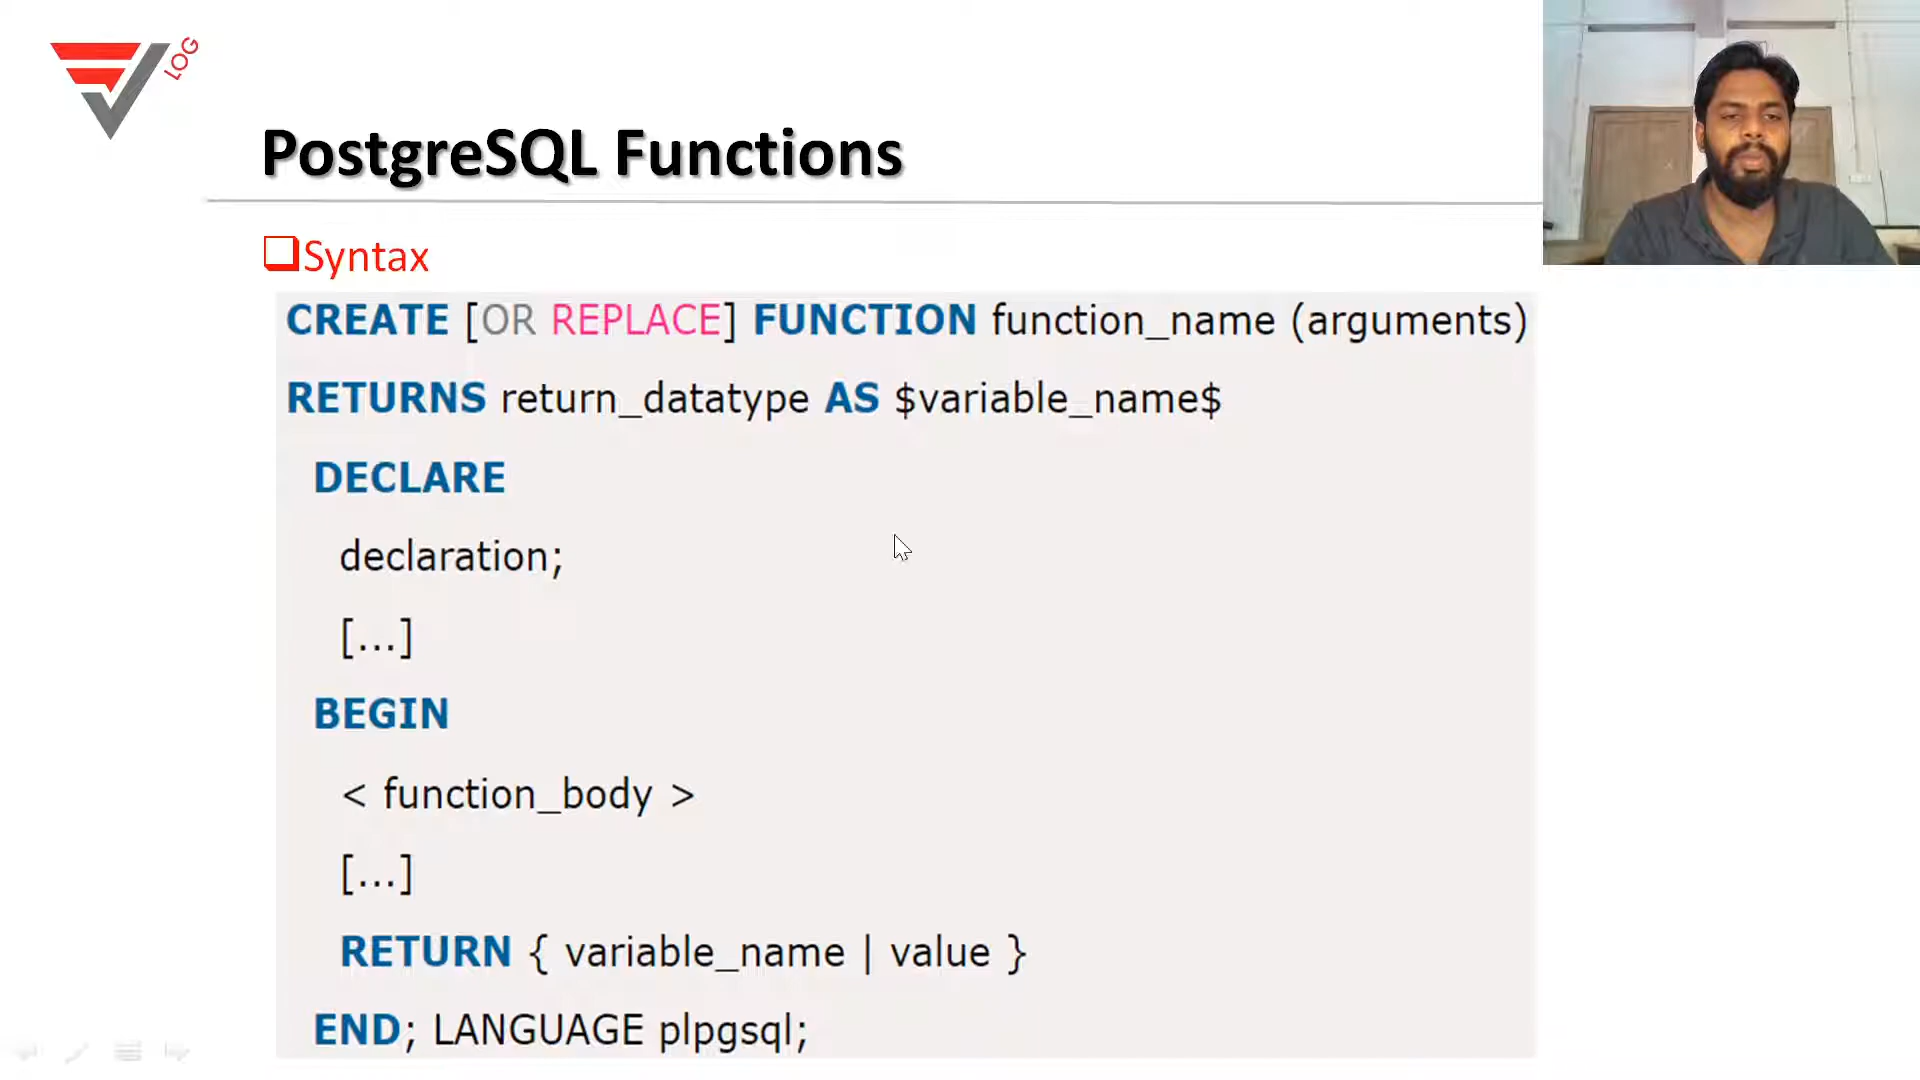 LOG
PostgreSQL Functions
Syntax
CREATE [OR REPLACE] FUNCTION function_name (arguments)
RETURNS return_datatype AS $variable_name$
DECLARE
declaration;
[...]
BEGIN
< function_body >
[...]
RETURN { variable_name | value }
END; LANGUAGE plpgsql;